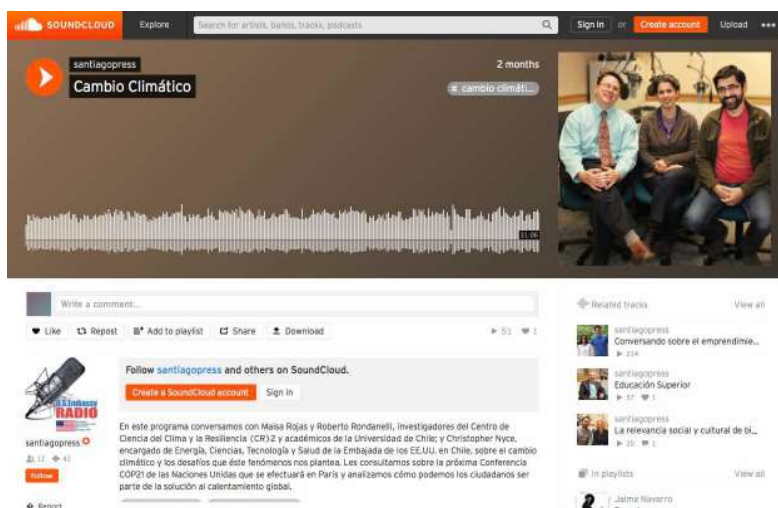 SOUNDCLOUD
Explore
Search for artists, bands, tracks, podcasts
Sign in or Create account Upload
santiagopress
2 months
Cambio Climático
# cambio climáti...
31:06
Write a comment...
Like Repost Add to playlist Share Download 51 1
Related tracks View all
santiagopress
Conversando sobre el emprendimie...
214
santiagopress
Educación Superior
57 1
santiagopress
La relevancia social y cultural de bi...
20 1
Follow santiagopress and others on SoundCloud.
Create a SoundCloud account Sign in
U.S. Embassy
RADIO
santiagopress
12 42
Follow
Report
En este programa conversamos con Maisa Rojas y Roberto Rondanelli, investigadores del Centro de
Ciencia del Clima y la Resiliencia (CR)2 y académicos de la Universidad de Chile; y Christopher Nyce,
encargado de Energía, Ciencias, Tecnología y Salud de la Embajada de los EE.UU. en Chile, sobre el cambio
climático y los desafíos que éste fenómenos nos plantea. Les consultamos sobre la próxima Conferencia
COP21 de las Naciones Unidas que se efectuará en París y analizamos cómo podemos los ciudadanos ser
parte de la solución al calentamiento global.
In playlists View all
Jaime Navarro